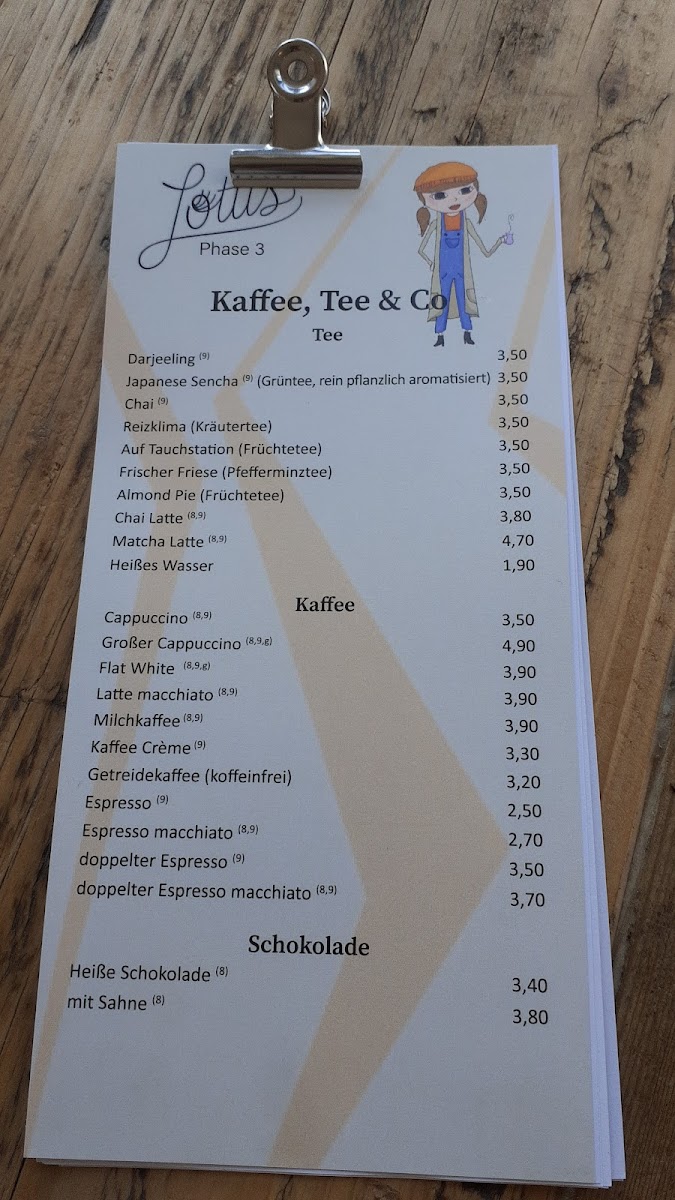 Lotus
Phase 3
Kaffee, Tee & Co
Tee
Darjeeling (9) 3,50
Japanese Sencha (9) (Grüntee, rein pflanzlich aromatisiert) 3,50
Chai (9) 3,50
Reizklima (Kräutertee) 3,50
Auf Tauchstation (Früchtetee) 3,50
Frischer Friese (Pfefferminztee) 3,50
Almond Pie (Früchtetee) 3,50
Chai Latte (8,9) 3,80
Matcha Latte (8,9) 4,70
Heißes Wasser 1,90
Kaffee
Cappuccino (8,9) 3,50
Großer Cappuccino (8,9,g) 4,90
Flat White (8,9,g) 3,90
Latte macchiato (8,9) 3,90
Milchkaffee (8,9) 3,90
Kaffee Crème (9) 3,30
Getreidekaffee (koffeinfrei) 3,20
Espresso (9) 2,50
Espresso macchiato (8,9) 2,70
doppelter Espresso (9) 3,50
doppelter Espresso macchiato (8,9) 3,70
Schokolade
Heiße Schokolade (8) 3,40
mit Sahne (8) 3,80